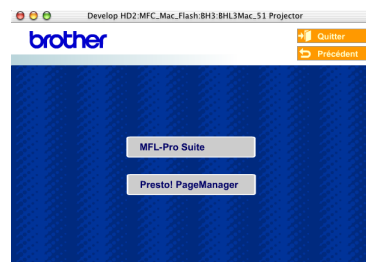 Develop HD2:MFC_Mac_Flash:BH3:BHL3Mac_51 Projector
brother
Quitter
Précédent
MFL-Pro Suite
Presto! PageManager